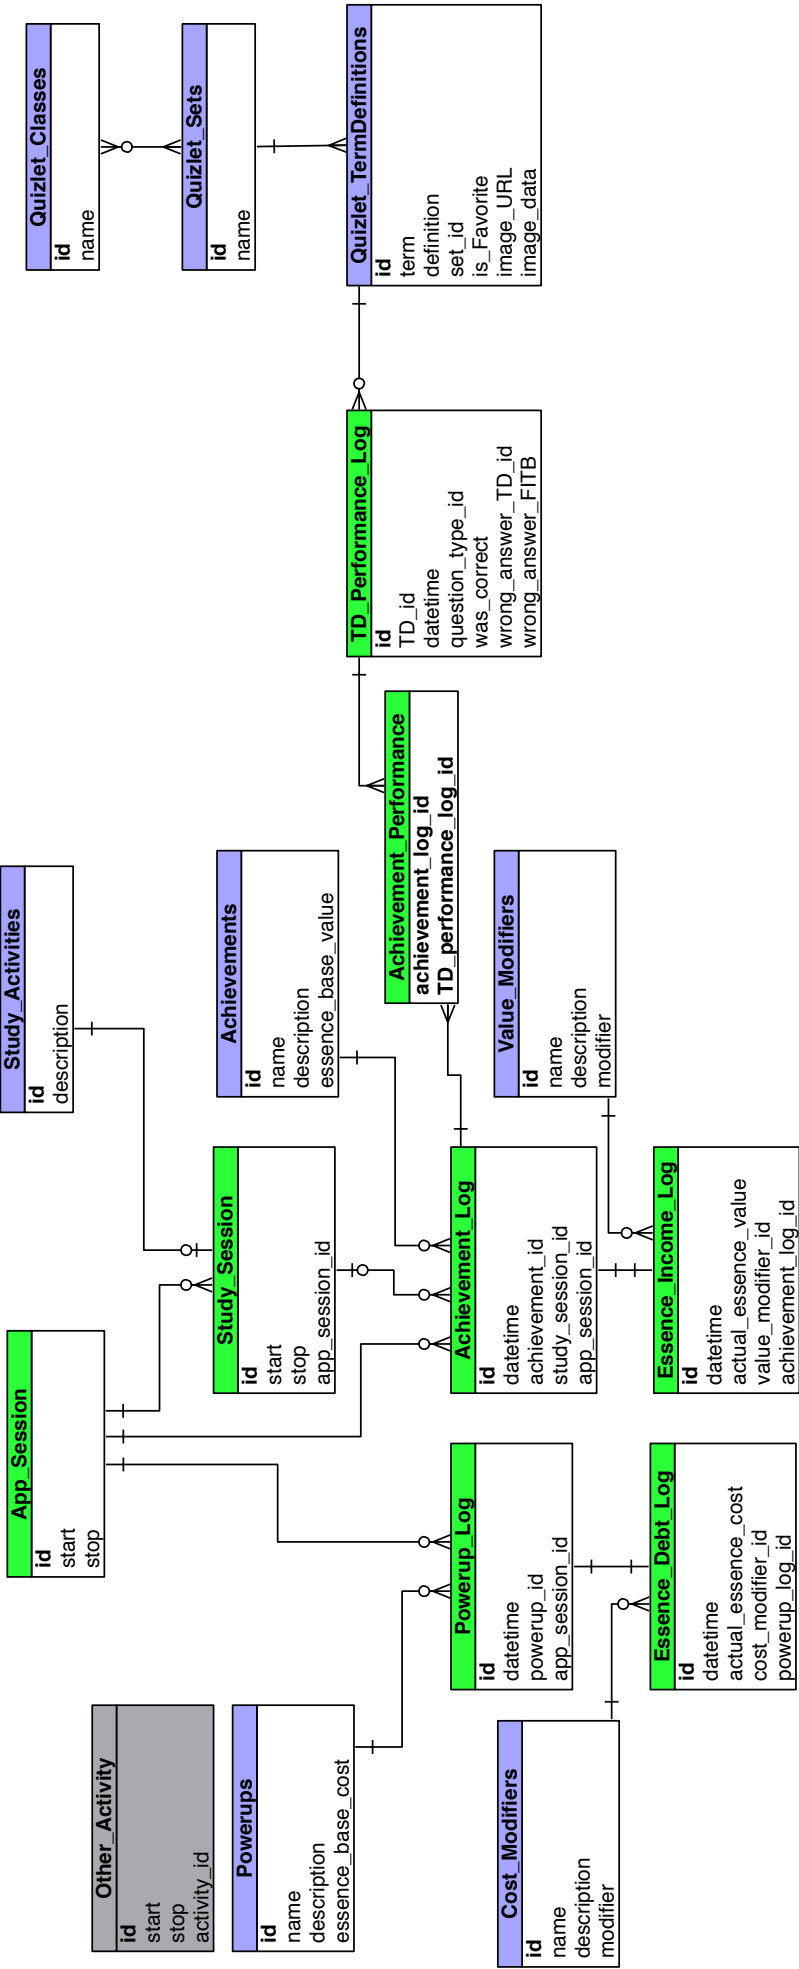 Other_Activity
id
start
stop
activity_id
Powerups
id
name
description
essence_base_cost
Cost_Modifiers
id
name
description
modifier
App_Session
id
start
stop
Powerup_Log
id
datetime
powerup_id
app_session_id
Essence_Debt_Log
id
datetime
actual_essence_cost
cost_modifier_id
powerup_log_id
Study_Activities
id
description
Study_Session
id
start
stop
app_session_id
Achievements
id
name
description
essence_base_value
Achievement_Log
id
datetime
achievement_id
study_session_id
app_session_id
Essence_Income_Log
id
datetime
actual_essence_value
value_modifier_id
achievement_log_id
Value_Modifiers
id
name
description
modifier
Achievement_Performance
achievement_log_id
TD_performance_log_id
TD_Performance_Log
id
TD_id
datetime
question_type_id
was_correct
wrong_answer_TD_id
wrong_answer_FITB
Quizlet_Classes
id
name
Quizlet_Sets
id
name
Quizlet_TermDefinitions
id
term
definition
set_id
is_Favorite
image_URL
image_data